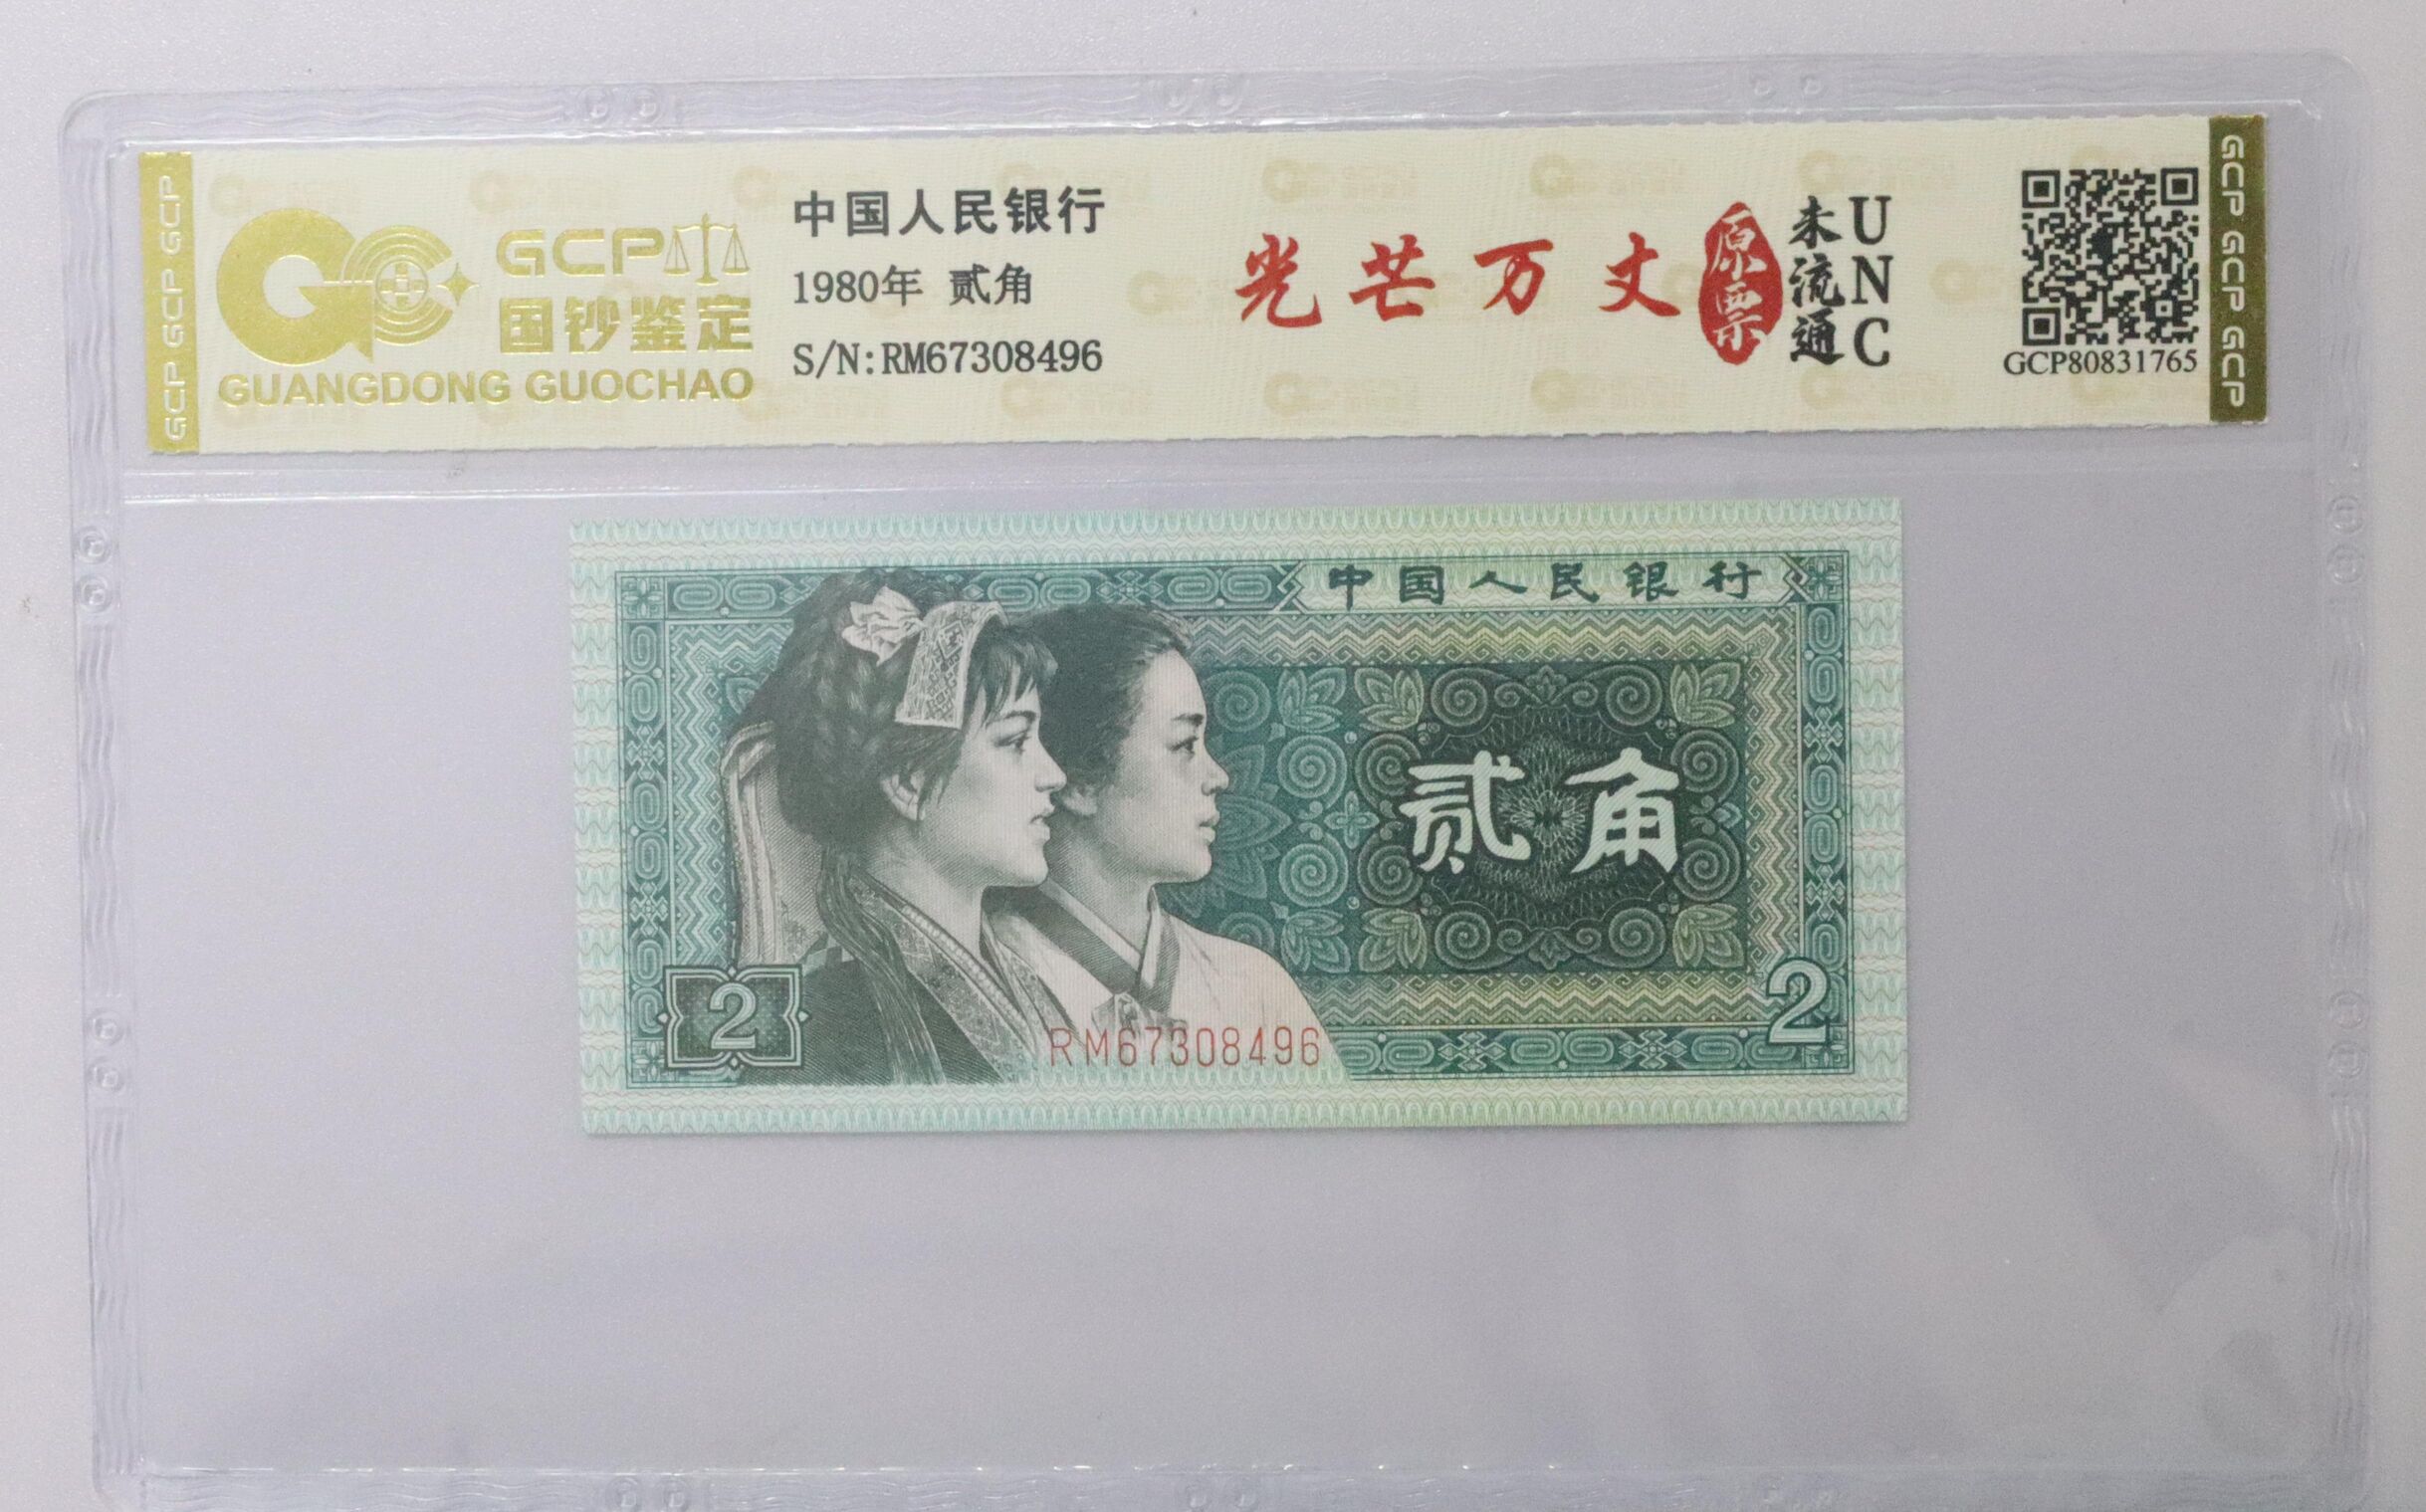 GCP GCP GCP
GCP
国钞鉴定
GUANGDONG GUOCHAO
中国人民银行
1980年 贰角
S/N:RM67308496
光芒万丈
原票
未流通
UNC
GCP80831765
GCP GCP GCP
中国人民银行
贰角
2
RM67308496
2